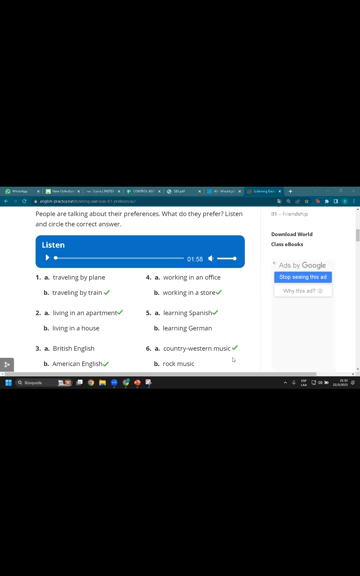 WhatsApp
People are talking about their preferences. What do they prefer? Listen
and circle the correct answer.
01 - Friendship
Download World
Class eBooks
Listen
01:58
Ads by Google
Stop seeing this ad
Why this ad?
1. a. traveling by plane
b. traveling by train
2. a. living in an apartment
b. living in a house
3. a. British English
b. American English
4. a. working in an office
b. working in a store
5. a. learning Spanish
b. learning German
6. a. country-western music
b. rock music
Búsqueda
ESP